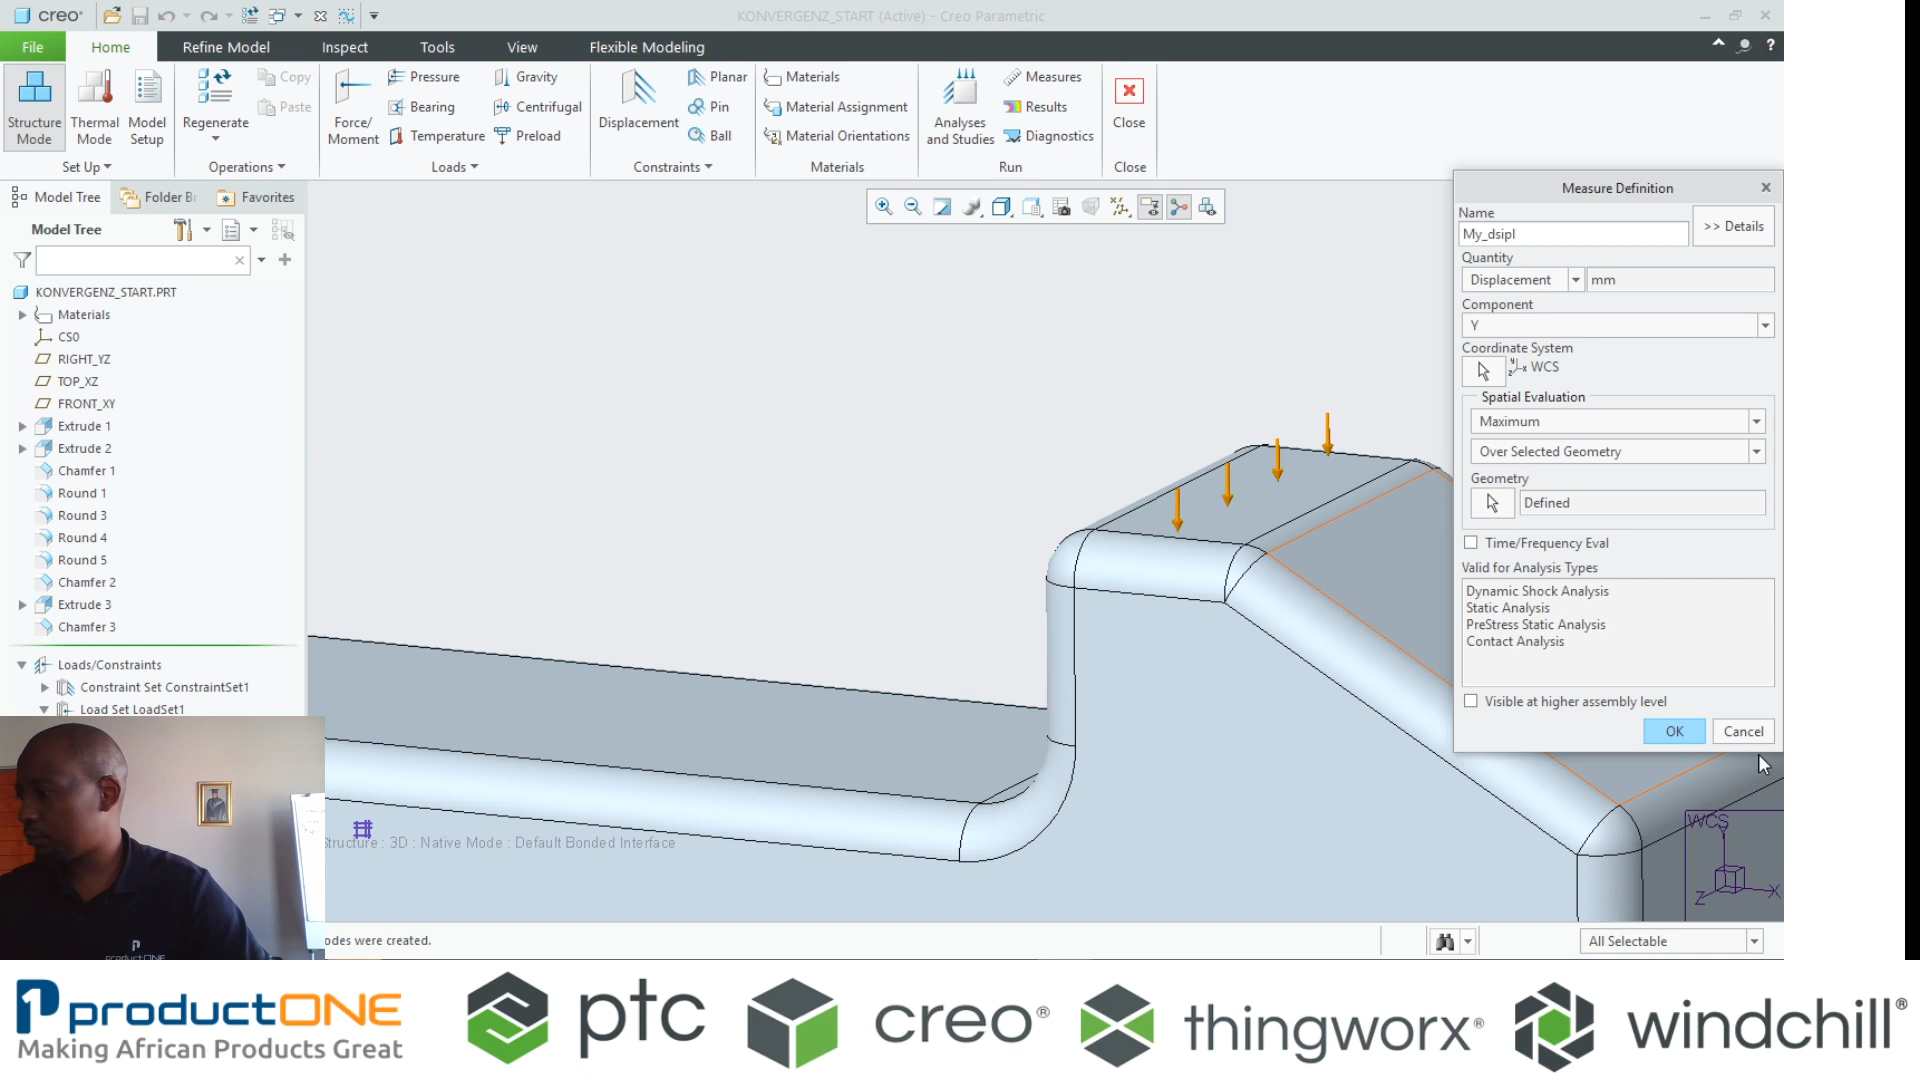 creo®
KONVERGENZ_START (Active) - Creo Parametric
File
Home
Refine Model
Inspect
Tools
View
Flexible Modeling
Structure Mode
Thermal Mode
Model Setup
Set Up
Regenerate
Copy
Paste
Operations
Force/ Moment
Pressure
Bearing
Temperature
Gravity
Centrifugal
Preload
Loads
Displacement
Planar
Pin
Ball
Constraints
Materials
Material Assignment
Material Orientations
Materials
Analyses and Studies
Measures
Results
Diagnostics
Run
Close
Close
Model Tree
Folder Br
Favorites
Model Tree
KONVERGENZ_START.PRT
Materials
CS0
RIGHT_YZ
TOP_XZ
FRONT_XY
Extrude 1
Extrude 2
Chamfer 1
Round 1
Round 3
Round 4
Round 5
Chamfer 2
Extrude 3
Chamfer 3
Loads/Constraints
Constraint Set ConstraintSet1
Load Set LoadSet1
Measure Definition
Name
My_dsipl
>> Details
Quantity
Displacement
mm
Component
Y
Coordinate System
WCS
Spatial Evaluation
Maximum
Over Selected Geometry
Geometry
Defined
Time/Frequency Eval
Valid for Analysis Types
Dynamic Shock Analysis
Static Analysis
PreStress Static Analysis
Contact Analysis
Visible at higher assembly level
OK
Cancel
WCS
Z
X
Structure : 3D : Native Mode : Default Bonded Interface
odes were created.
All Selectable
productONE
productONE
Making African Products Great
ptc
creo®
thingworx®
windchill®